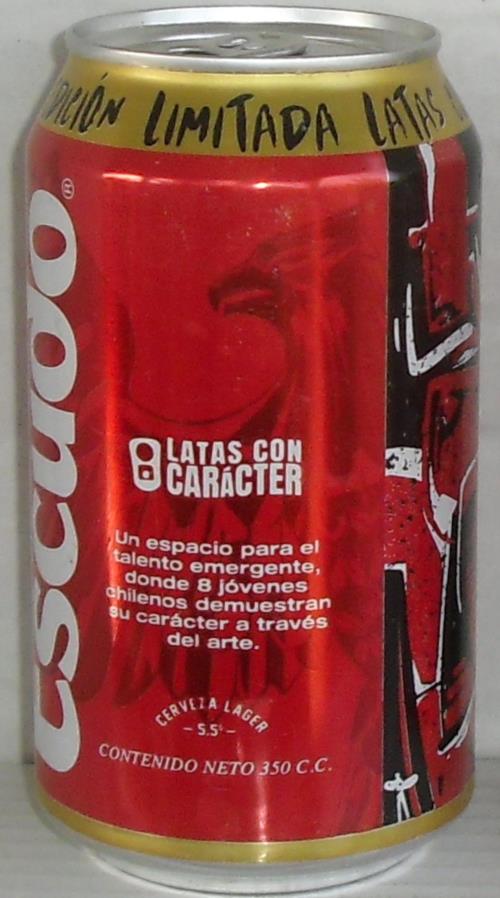 EDICIÓN LIMITADA LATAS
Escudo®
LATAS CON
CARÁCTER
Un espacio para el
talento emergente,
donde 8 jóvenes
chilenos demuestran
su carácter a través
del arte.
CERVEZA LAGER
– 5.5° –
CONTENIDO NETO 350 C.C.